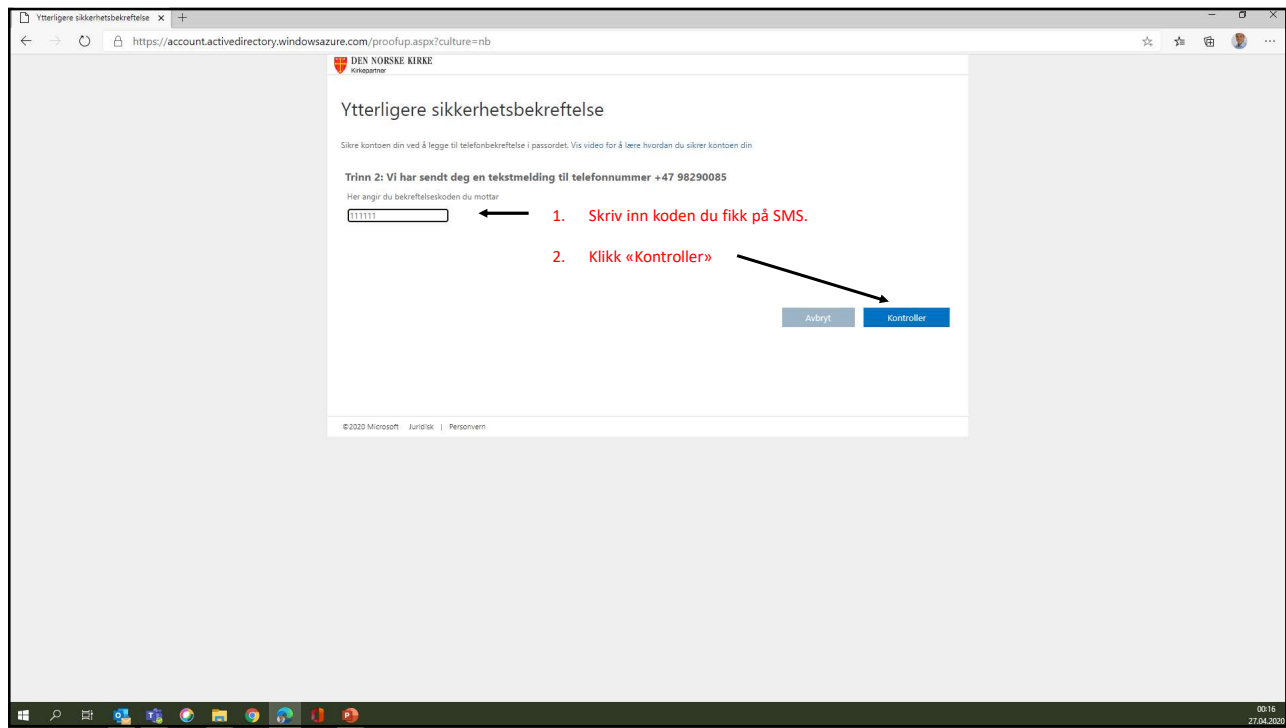 Ytterligere sikkerhetsbekreftelse
https://account.activedirectory.windowsazure.com/proofup.aspx?culture=nb
DEN NORSKE KIRKE
Kirkepartner
Ytterligere sikkerhetsbekreftelse
Sikre kontoen din ved å legge til telefonbekreftelse i passordet. Vis video for å lære hvordan du sikrer kontoen din
Trinn 2: Vi har sendt deg en tekstmelding til telefonnummer +47 98290085
Her angir du bekreftelseskoden du mottar
111111
1. Skriv inn koden du fikk på SMS.
2. Klikk «Kontroller»
Avbryt Kontroller
©2020 Microsoft Juridisk | Personvern
00:16
27.04.2020